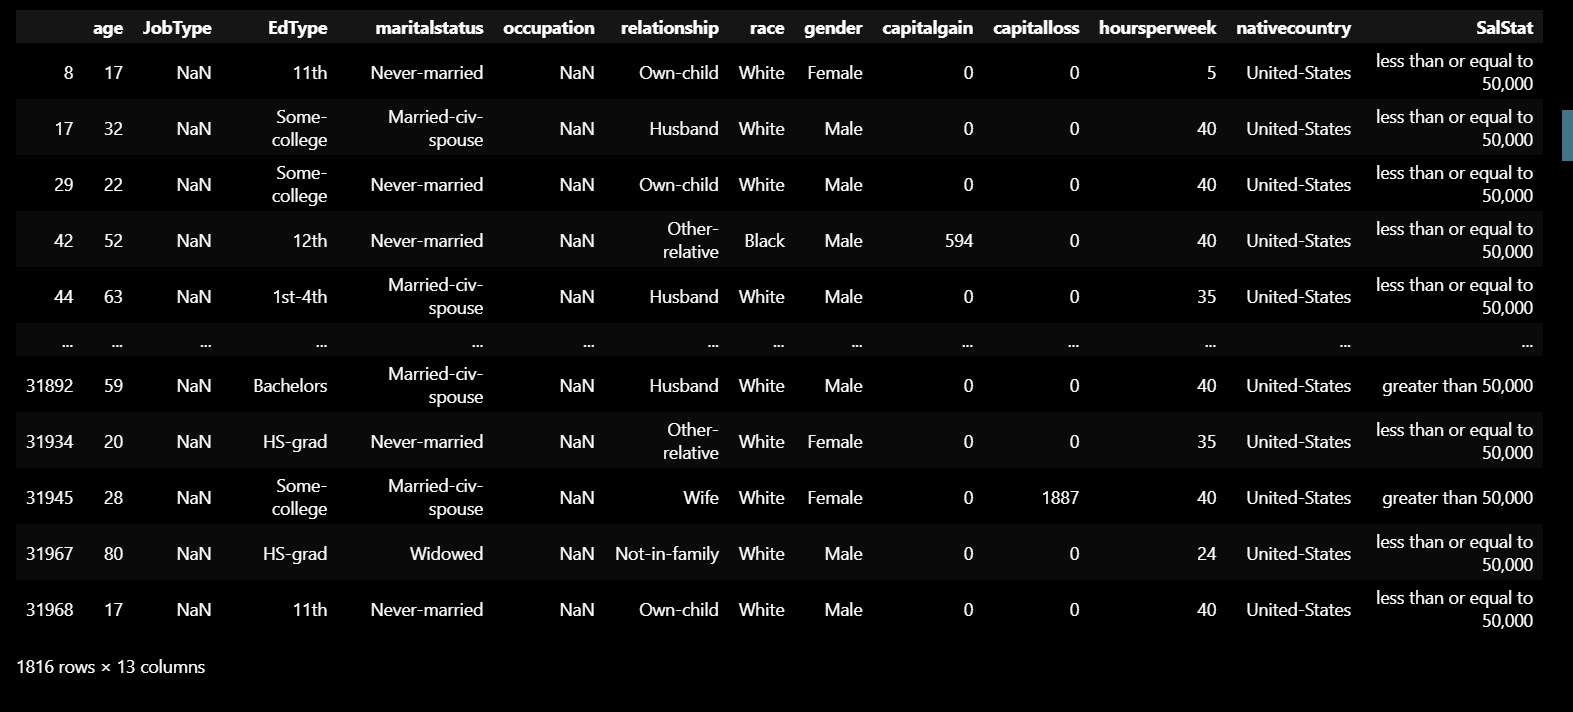 age JobType EdType maritalstatus occupation relationship race gender capitalgain capitalloss hoursperweek nativecountry SalStat
8 17 NaN 11th Never-married NaN Own-child White Female 0 0 5 United-States less than or equal to 50,000
17 32 NaN Some-college Married-civ-spouse NaN Husband White Male 0 0 40 United-States less than or equal to 50,000
29 22 NaN Some-college Never-married NaN Own-child White Male 0 0 40 United-States less than or equal to 50,000
42 52 NaN 12th Never-married NaN Other-relative Black Male 594 0 40 United-States less than or equal to 50,000
44 63 NaN 1st-4th Married-civ-spouse NaN Husband White Male 0 0 35 United-States less than or equal to 50,000
... ... ... ... ... ... ... ... ... ... ... ... ... ...
31892 59 NaN Bachelors Married-civ-spouse NaN Husband White Male 0 0 40 United-States greater than 50,000
31934 20 NaN HS-grad Never-married NaN Other-relative White Female 0 0 35 United-States less than or equal to 50,000
31945 28 NaN Some-college Married-civ-spouse NaN Wife White Female 0 1887 40 United-States greater than 50,000
31967 80 NaN HS-grad Widowed NaN Not-in-family White Male 0 0 24 United-States less than or equal to 50,000
31968 17 NaN 11th Never-married NaN Own-child White Male 0 0 40 United-States less than or equal to 50,000
1816 rows × 13 columns